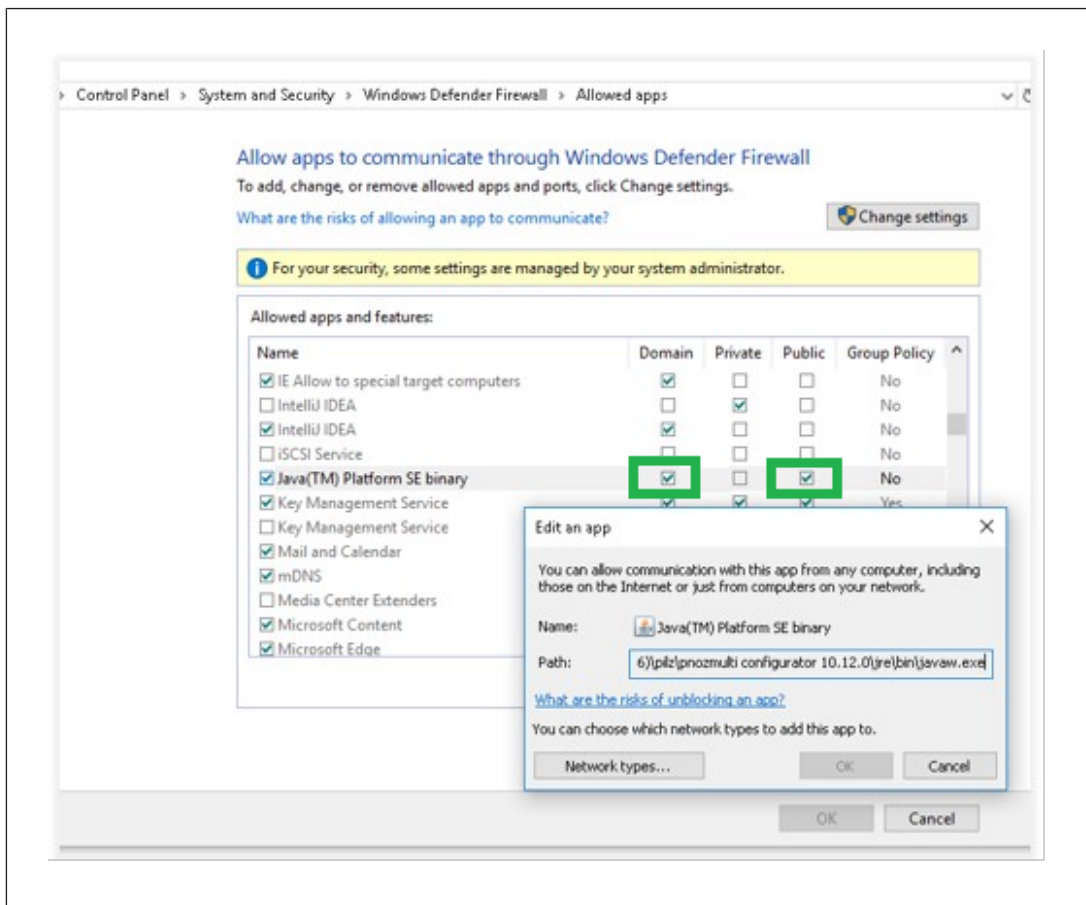 Control Panel > System and Security > Windows Defender Firewall > Allowed apps
Allow apps to communicate through Windows Defender Firewall
To add, change, or remove allowed apps and ports, click Change settings.
What are the risks of allowing an app to communicate?
Change settings
For your security, some settings are managed by your system administrator.
Allowed apps and features:
Name Domain Private Public Group Policy
IE Allow to special target computers No
IntelliJ IDEA No
IntelliJ IDEA No
iSCSI Service No
Java(TM) Platform SE binary No
Key Management Service Yes
Key Management Service
Mail and Calendar
mDNS
Media Center Extenders
Microsoft Content
Microsoft Edge
Edit an app
You can allow communication with this app from any computer, including
those on the Internet or just from computers on your network.
Name: Java(TM) Platform SE binary
Path: 6)\pilz\pnozmulti configurator 10.12.0\jre\bin\javaw.exe
What are the risks of unblocking an app?
You can choose which network types to add this app to.
Network types... OK Cancel
OK Cancel